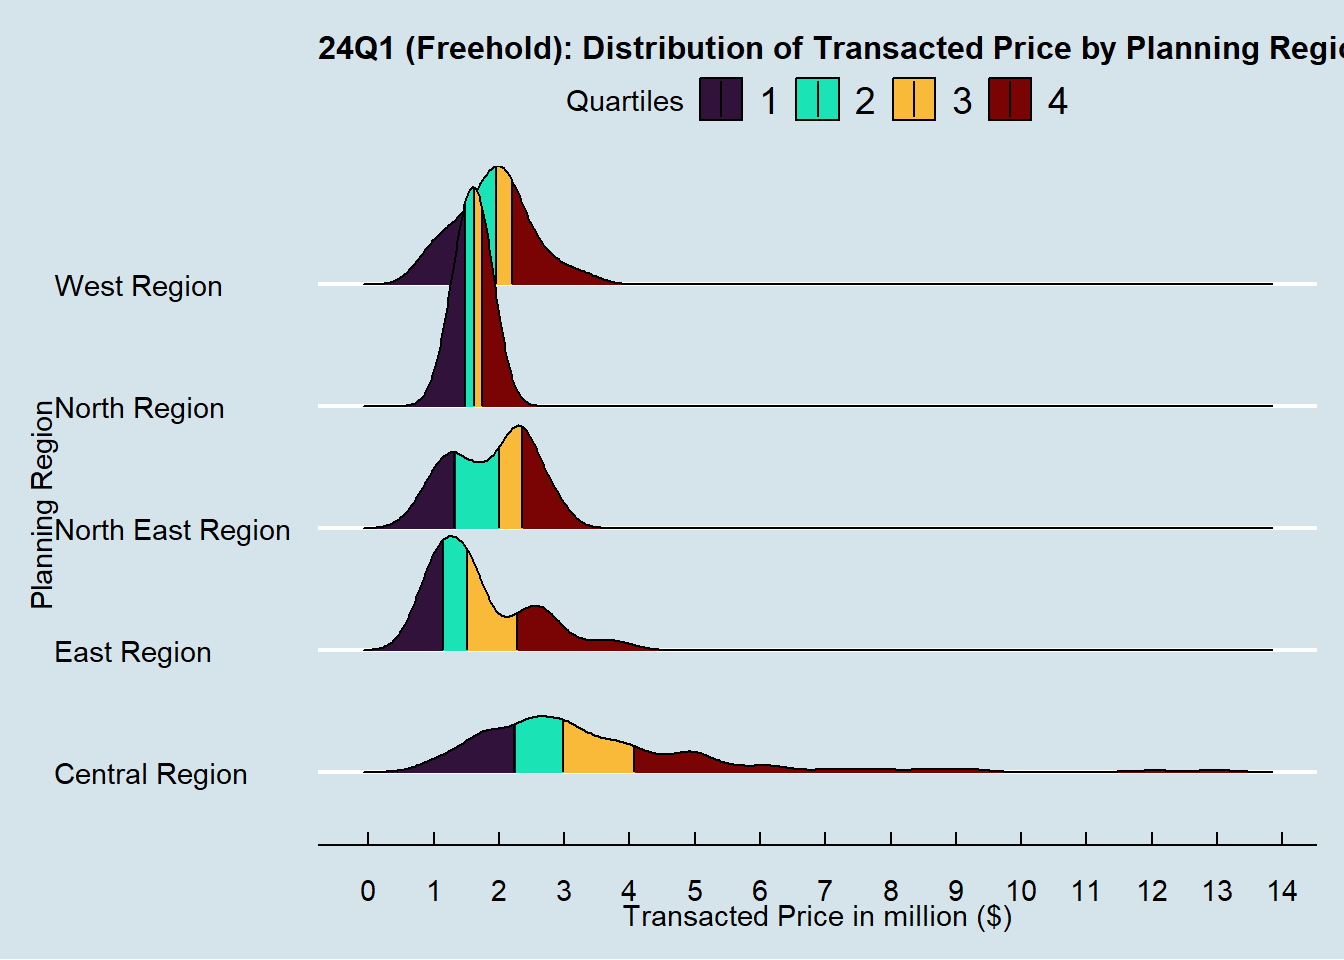 24Q1 (Freehold): Distribution of Transacted Price by Planning
Quartiles 1 2 3 4
West Region
North Region
North East Region
East Region
Central Region
Planning Region
0 1 2 3 4 5 6 7 8 9 10 11 12 13 14
Transacted Price in million ($)